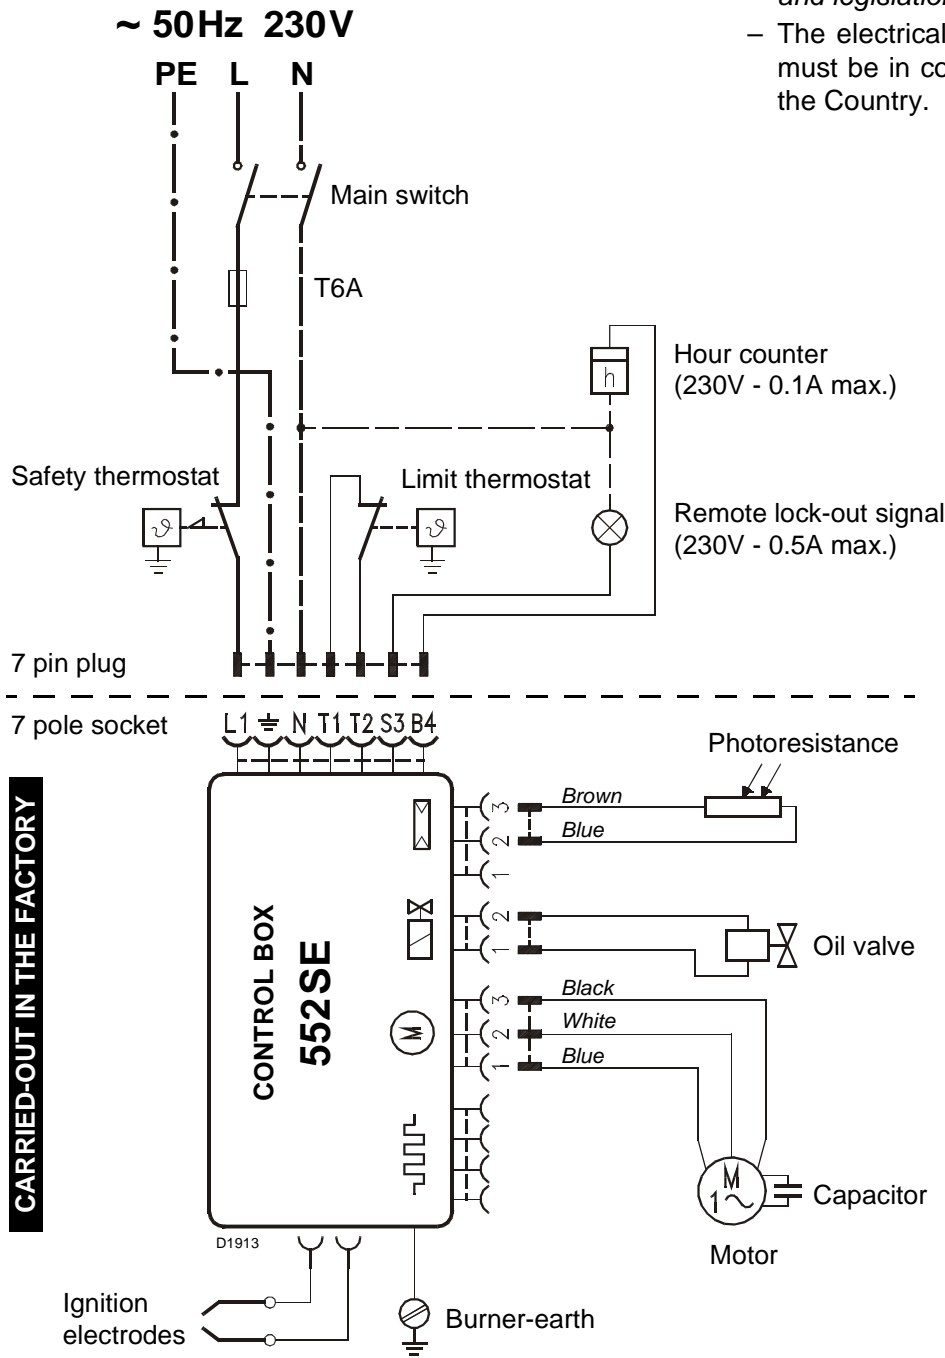 and legislation
– The electrical
must be in co
the Country.
~ 50Hz 230V
PE L N
Main switch
T6A
Hour counter
(230V - 0.1A max.)
h
Safety thermostat
Limit thermostat
ϑ
ϑ
Remote lock-out signal
(230V - 0.5A max.)
7 pin plug
7 pole socket
L1 N T1 T2 S3 B4
Photoresistance
CARRIED-OUT IN THE FACTORY
CONTROL BOX
552SE
3 Brown
2 Blue
1
2
1
Oil valve
3 Black
2 White
1 Blue
M
M
1~
Capacitor
Motor
D1913
Ignition
electrodes
Burner-earth